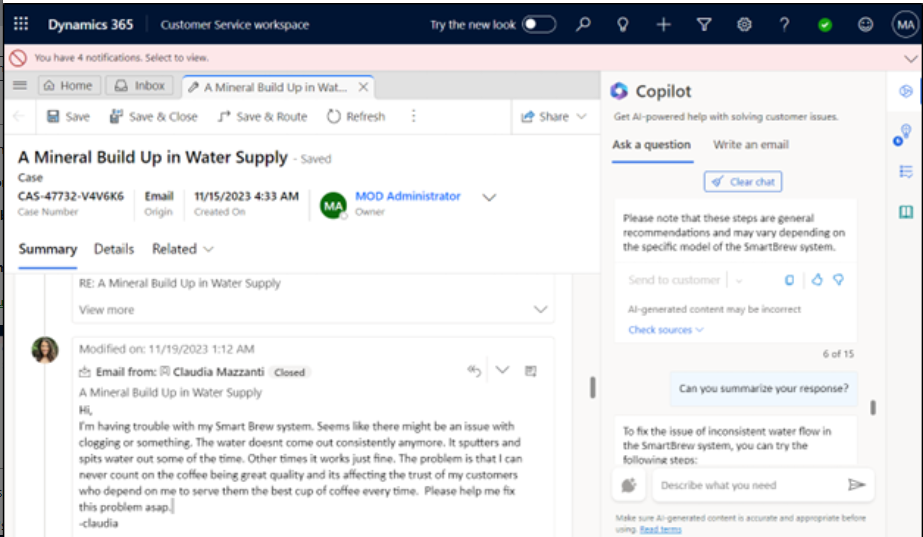 Dynamics 365 Customer Service workspace Try the new look MA
You have 4 notifications. Select to view.
Home Inbox A Mineral Build Up in Wat...
Save Save & Close Save & Route Refresh Share
A Mineral Build Up in Water Supply - Saved
Case
CAS-47732-V4V6K6 Email 11/15/2023 4:33 AM MA MOD Administrator
Case Number Origin Created On Owner
Summary Details Related
RE: A Mineral Build Up in Water Supply
View more
Modified on: 11/19/2023 1:12 AM
Email from: Claudia Mazzanti Closed
A Mineral Build Up in Water Supply
Hi,
I'm having trouble with my Smart Brew system. Seems like there might be an issue with
clogging or something. The water doesnt come out consistently anymore. It sputters and
spits water out some of the time. Other times it works just fine. The problem is that I can
never count on the coffee being great quality and its affecting the trust of my customers
who depend on me to serve them the best cup of coffee every time. Please help me fix
this problem asap.
-claudia
Copilot
Get AI-powered help with solving customer issues.
Ask a question Write an email
Clear chat
Please note that these steps are general
recommendations and may vary depending on
the specific model of the SmartBrew system.
Send to customer
AI-generated content may be incorrect
Check sources
6 of 15
Can you summarize your response?
To fix the issue of inconsistent water flow in
the SmartBrew system, you can try the
following steps:
Describe what you need
Make sure AI-generated content is accurate and appropriate before
using. Read terms